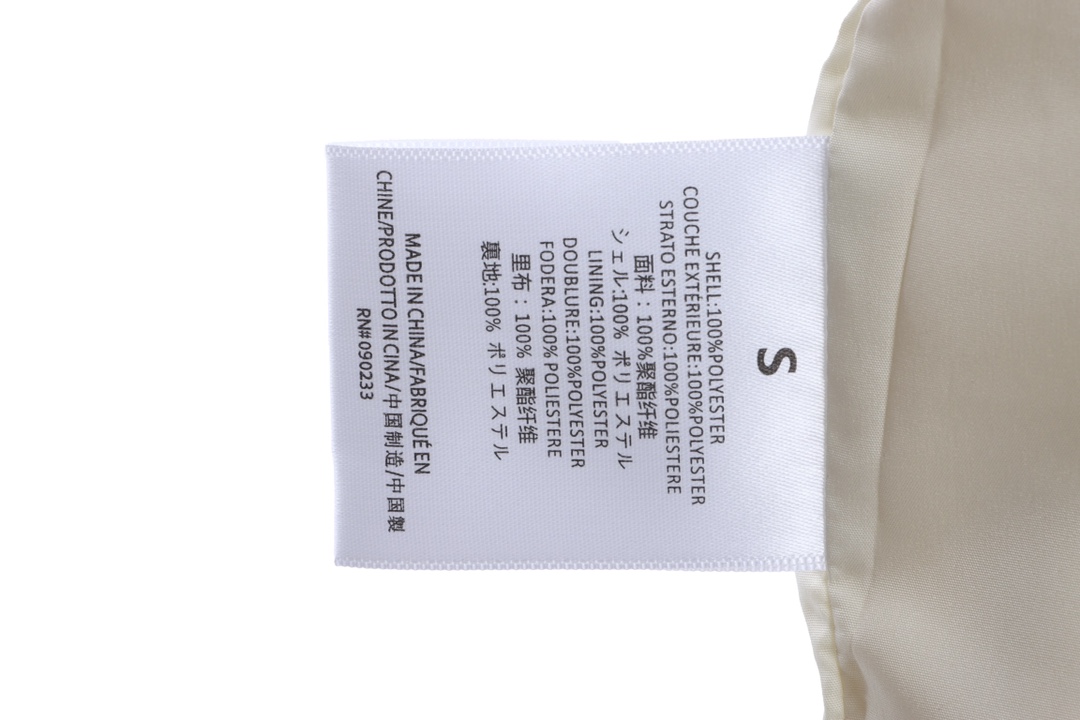 S
SHELL:100%POLYESTER
COUCHE EXTÉRIEURE:100%POLYESTER
STRATO ESTERNO:100%POLIESTERE
面料：100%聚酯纤维
シェル:100% ポリエステル
LINING:100%POLYESTER
DOUBLURE:100%POLYESTER
FODERA:100%POLIESTERE
里布：100% 聚酯纤维
裏地:100% ポリエステル
MADE IN CHINA/FABRIQUÉ EN
CHINE/PRODOTTO IN CINA/中国制造/中国製
RN#090233